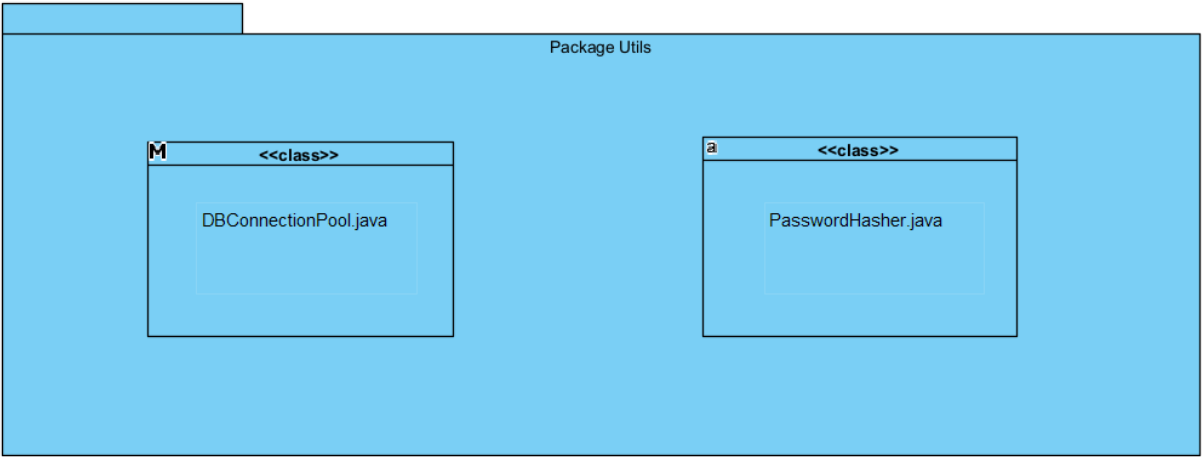 Package Utils
M
<<class>>
DBConnectionPool.java
a
<<class>>
PasswordHasher.java